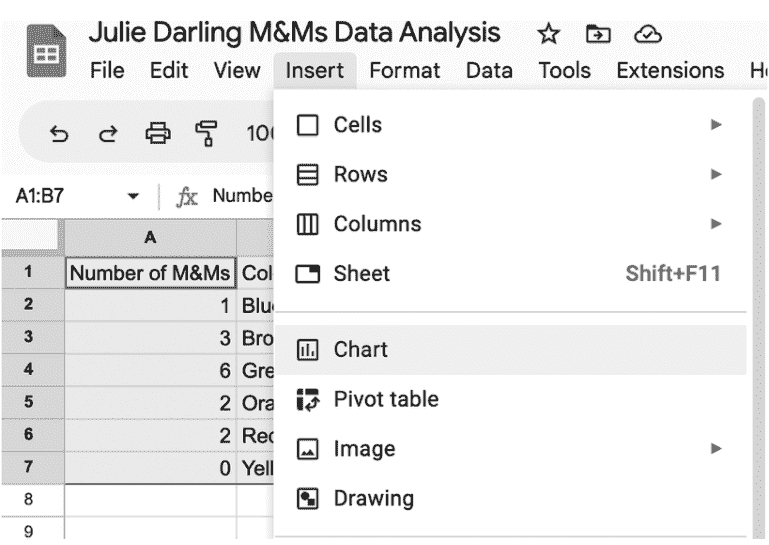 Julie Darling M&Ms Data Analysis
File Edit View Insert Format Data Tools Extensions
Cells
Rows
Columns
Sheet Shift+F11
Chart
Pivot table
Image
Drawing
A1:B7 fx
A
1 Number of M&Ms
2 1
3 3
4 6
5 2
6 2
7 0
8
9